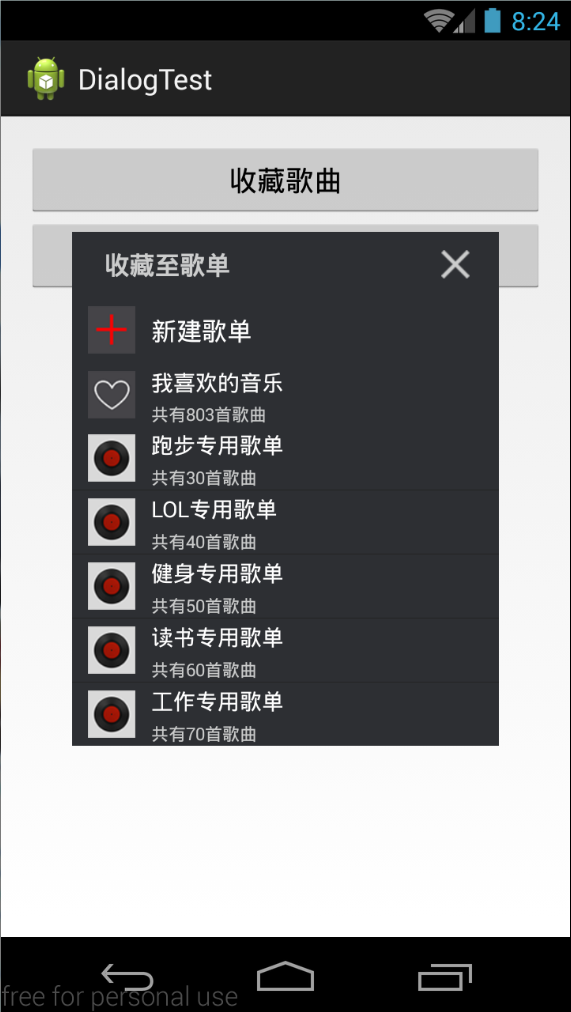 8:24
DialogTest
收藏歌曲
收藏至歌单
新建歌单
我喜欢的音乐
共有803首歌曲
跑步专用歌单
共有30首歌曲
LOL专用歌单
共有40首歌曲
健身专用歌单
共有50首歌曲
读书专用歌单
共有60首歌曲
工作专用歌单
共有70首歌曲
free for personal use